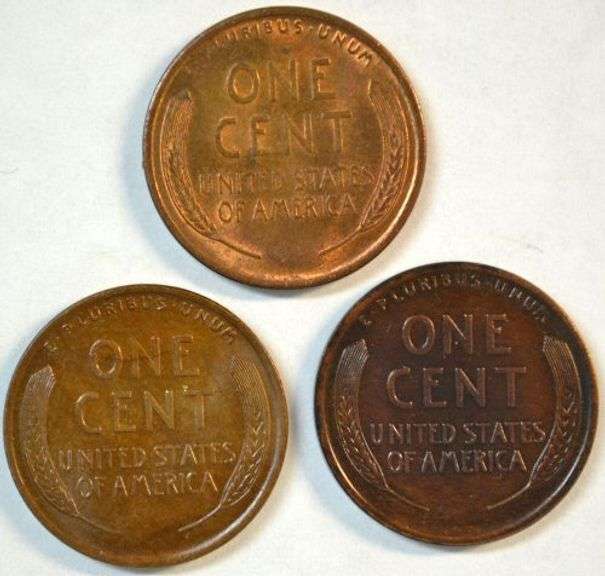 E·PLURIBUS·UNUM
ONE
CENT
UNITED STATES
OF AMERICA
E·PLURIBUS·UNUM
ONE
CENT
UNITED STATES
OF AMERICA
E·PLURIBUS·UNUM
ONE
CENT
UNITED STATES
OF AMERICA